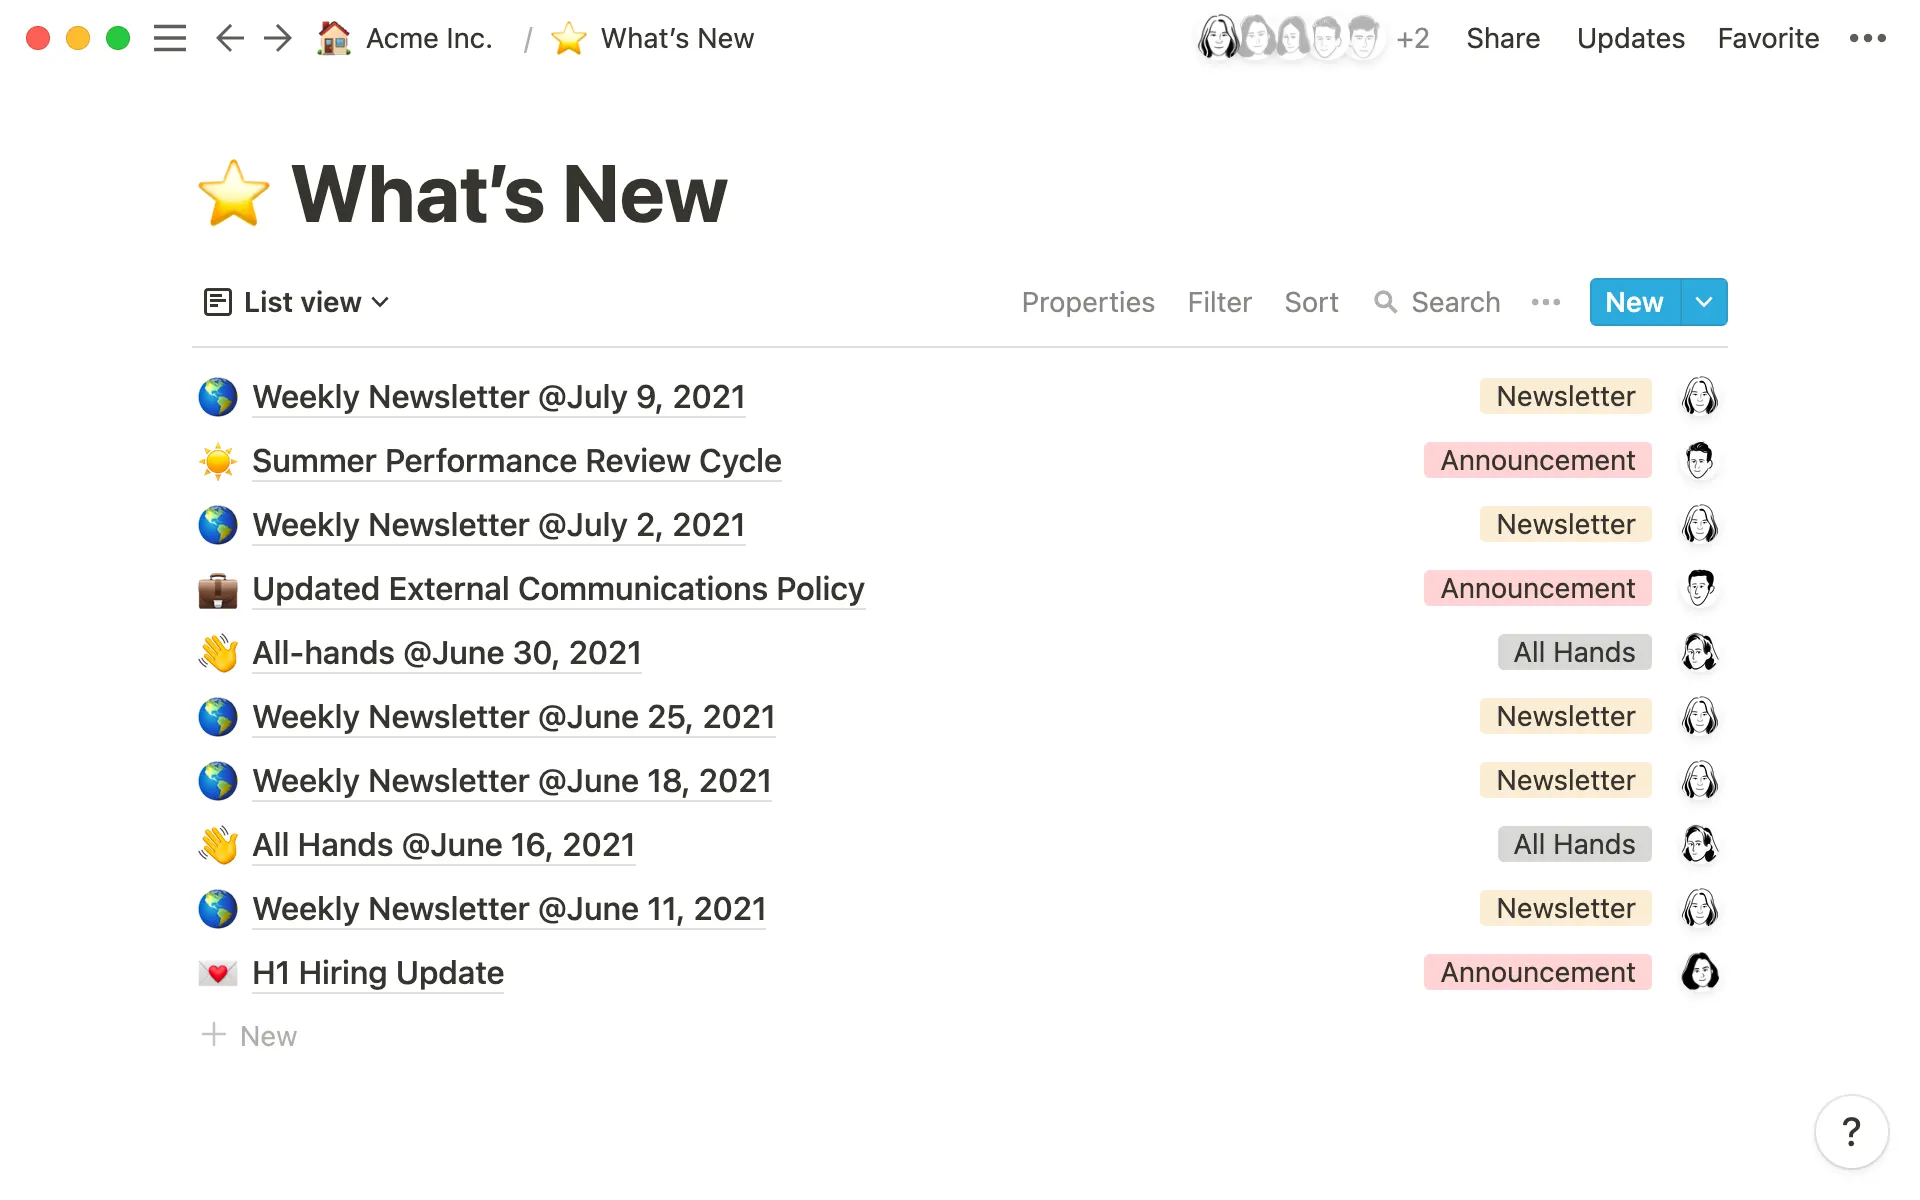 Acme Inc. / What’s New +2 Share Updates Favorite
What’s New
List view Properties Filter Sort Search New
Weekly Newsletter @July 9, 2021 Newsletter
Summer Performance Review Cycle Announcement
Weekly Newsletter @July 2, 2021 Newsletter
Updated External Communications Policy Announcement
All-hands @June 30, 2021 All Hands
Weekly Newsletter @June 25, 2021 Newsletter
Weekly Newsletter @June 18, 2021 Newsletter
All Hands @June 16, 2021 All Hands
Weekly Newsletter @June 11, 2021 Newsletter
H1 Hiring Update Announcement
+ New
?